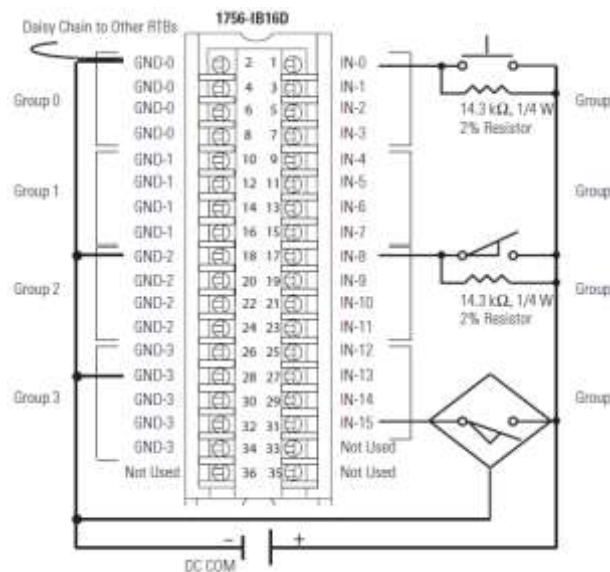 1756-IB16D
Daisy Chain to Other RTBs
GND-0 2 1 IN-0
GND-0 4 3 IN-1
Group 0 GND-0 6 5 IN-2 Group
GND-0 8 7 IN-3
14.3 kΩ, 1/4 W
2% Resistor
GND-1 10 9 IN-4
GND-1 12 11 IN-5
Group 1 GND-1 14 13 IN-6 Group
GND-1 16 15 IN-7
GND-2 18 17 IN-8
GND-2 20 19 IN-9
Group 2 GND-2 22 21 IN-10 Group
GND-2 24 23 IN-11
14.3 kΩ, 1/4 W
2% Resistor
GND-3 26 25 IN-12
GND-3 28 27 IN-13
Group 3 GND-3 30 29 IN-14 Group
GND-3 32 31 IN-15
GND-3 34 33 Not Used
Not Used 36 35 Not Used
– +
DC COM